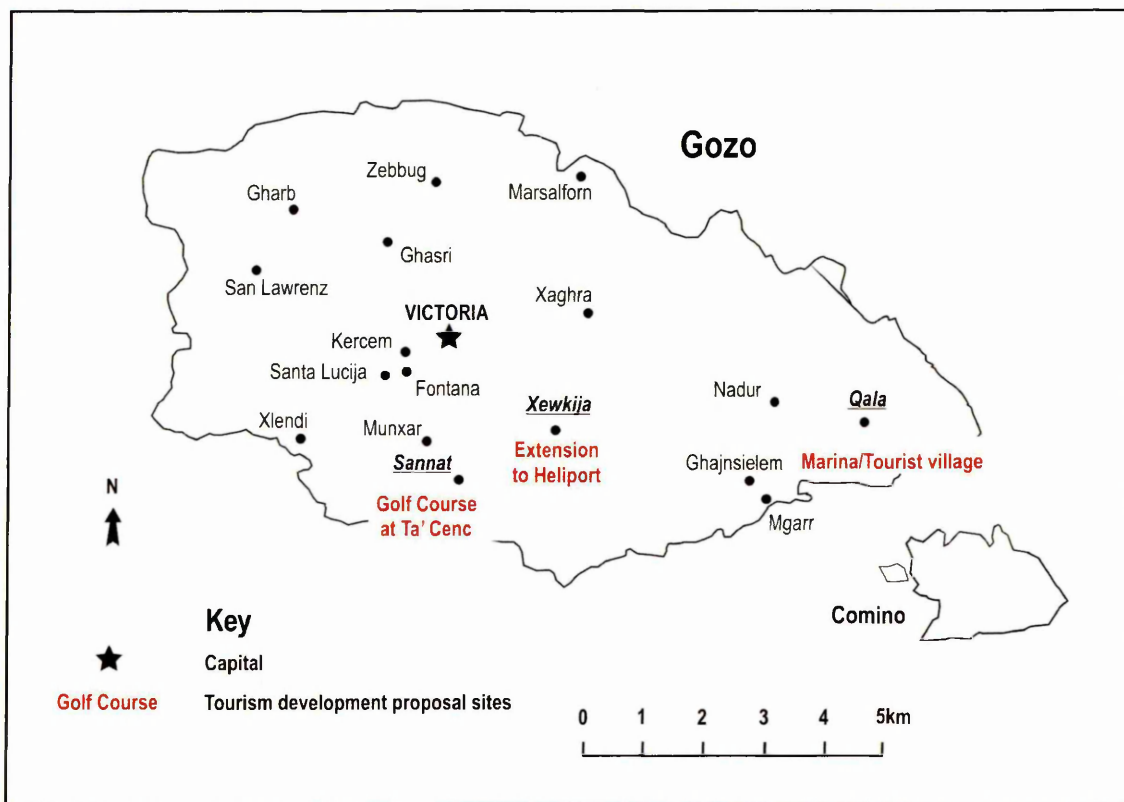 Gozo
Zebbug
Marsalforn
Gharb
Ghasri
San Lawrenz
Xaghra
VICTORIA
Kercem
Santa Lucija
Fontana
Nadur
Qala
Xewkija
Xlendi
Munxar
Extension
to Heliport
Sannat
Ghajnsielem
Marina/Tourist village
Golf Course
at Ta' Cenc
Mgarr
N
Comino
Key
Capital
Golf Course
Tourism development proposal sites
0 1 2 3 4 5km